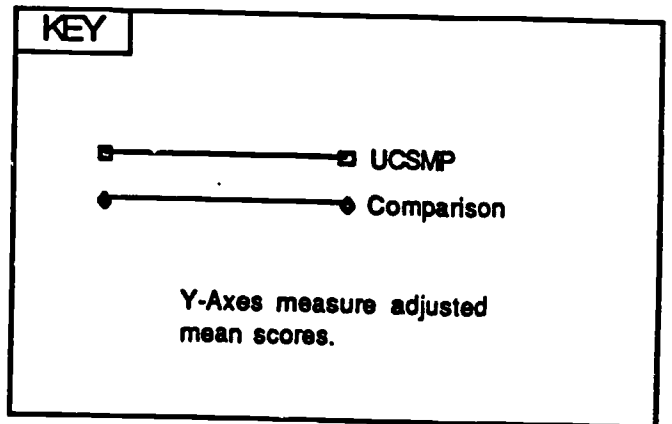 KEY
UCSMP
Comparison
Y-Axes measure adjusted
mean scores.